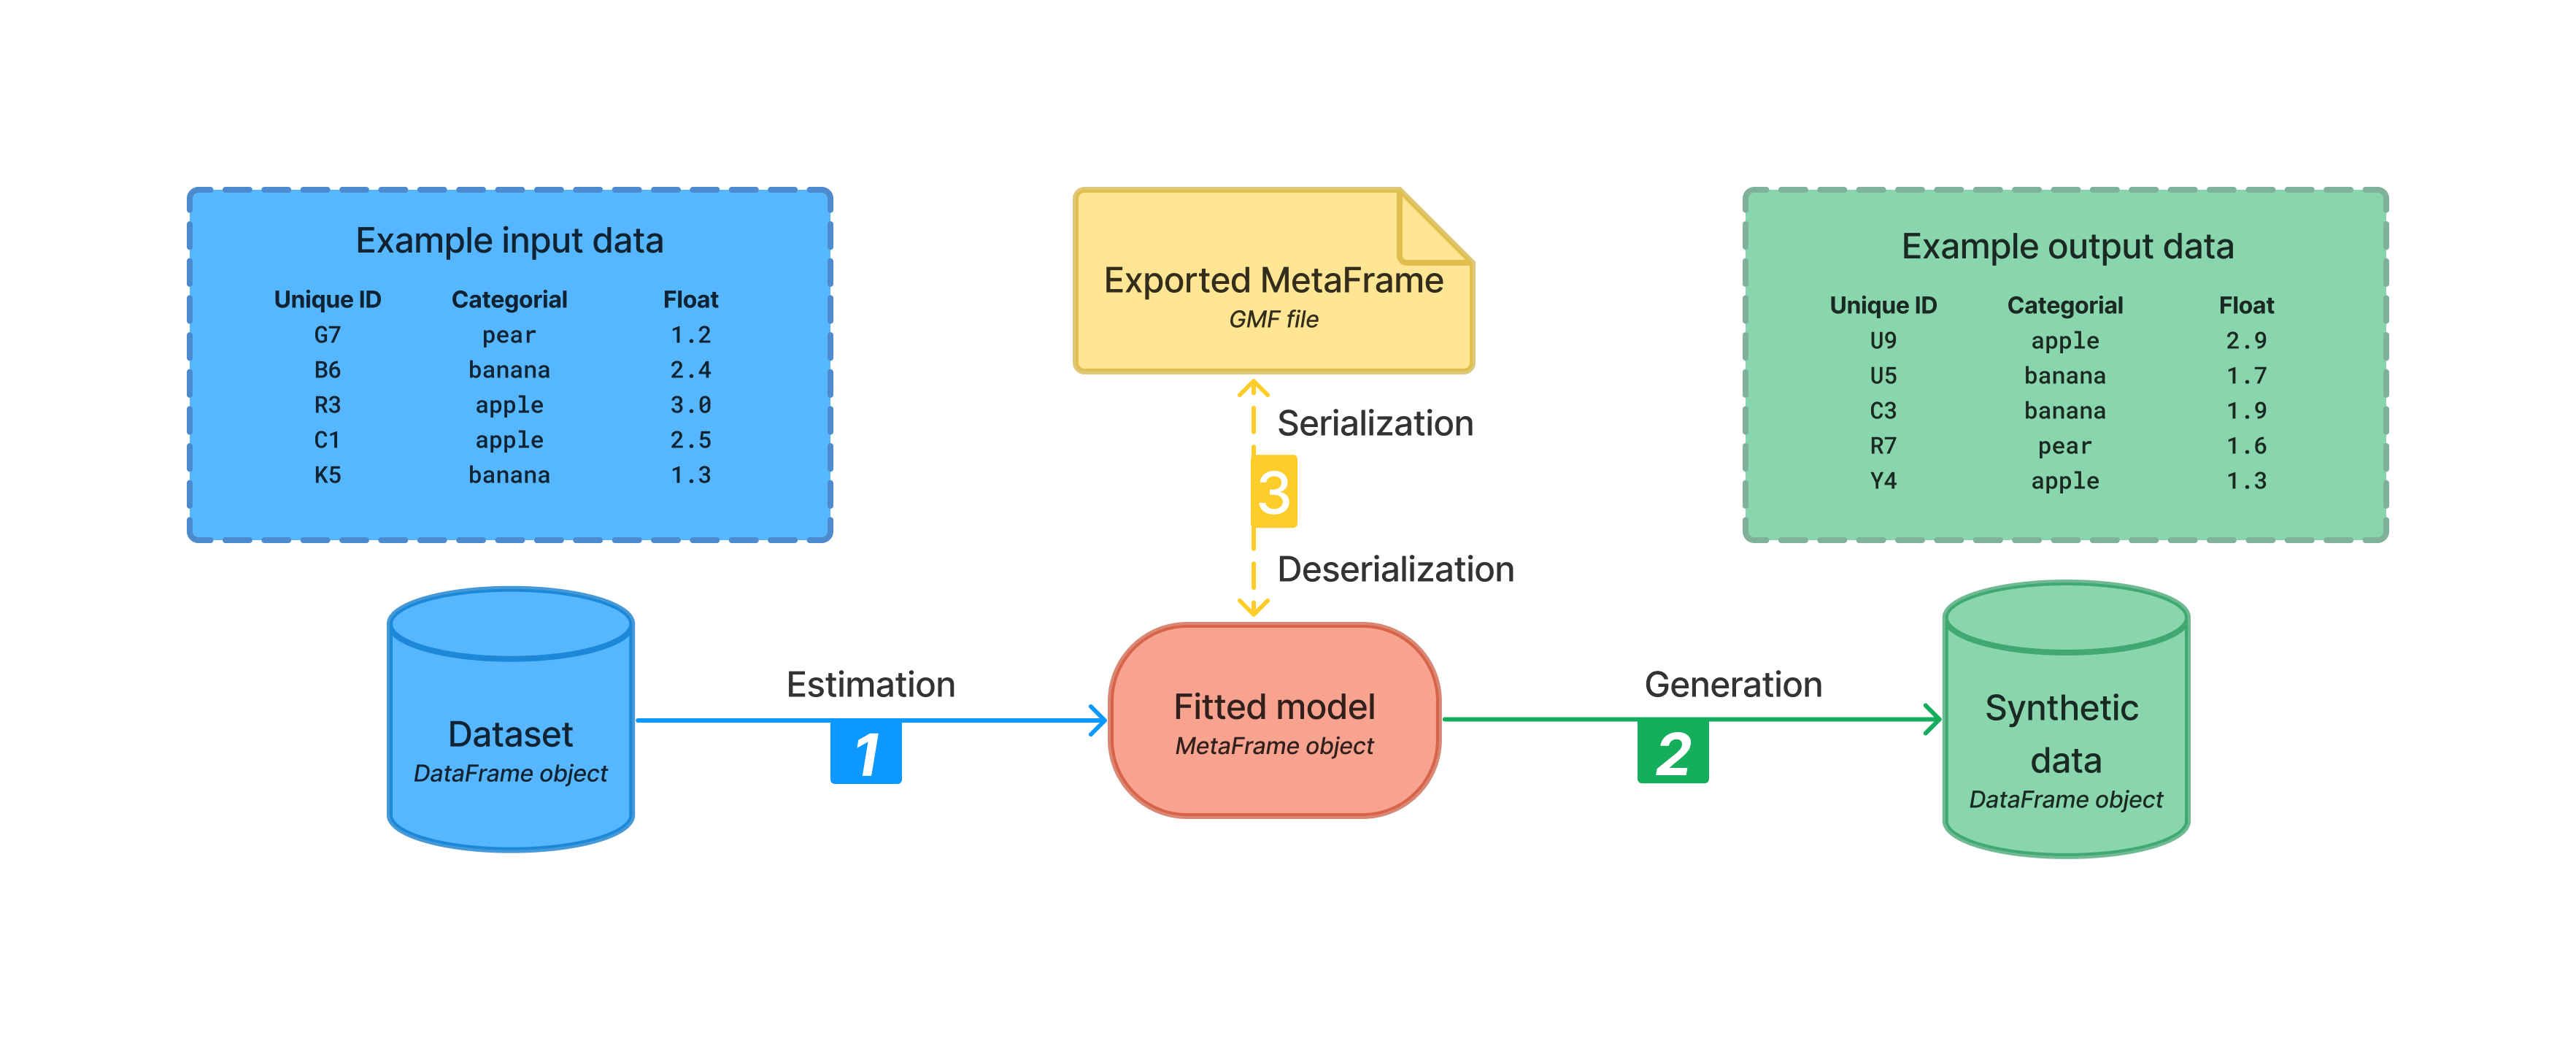 Example input data
Unique ID Categorial Float
G7 pear 1.2
B6 banana 2.4
R3 apple 3.0
C1 apple 2.5
K5 banana 1.3
Exported MetaFrame
GMF file
Serialization
3
Deserialization
Example output data
Unique ID Categorial Float
U9 apple 2.9
U5 banana 1.7
C3 banana 1.9
R7 pear 1.6
Y4 apple 1.3
Dataset
DataFrame object
Estimation
1
Fitted model
MetaFrame object
Generation
2
Synthetic
data
DataFrame object